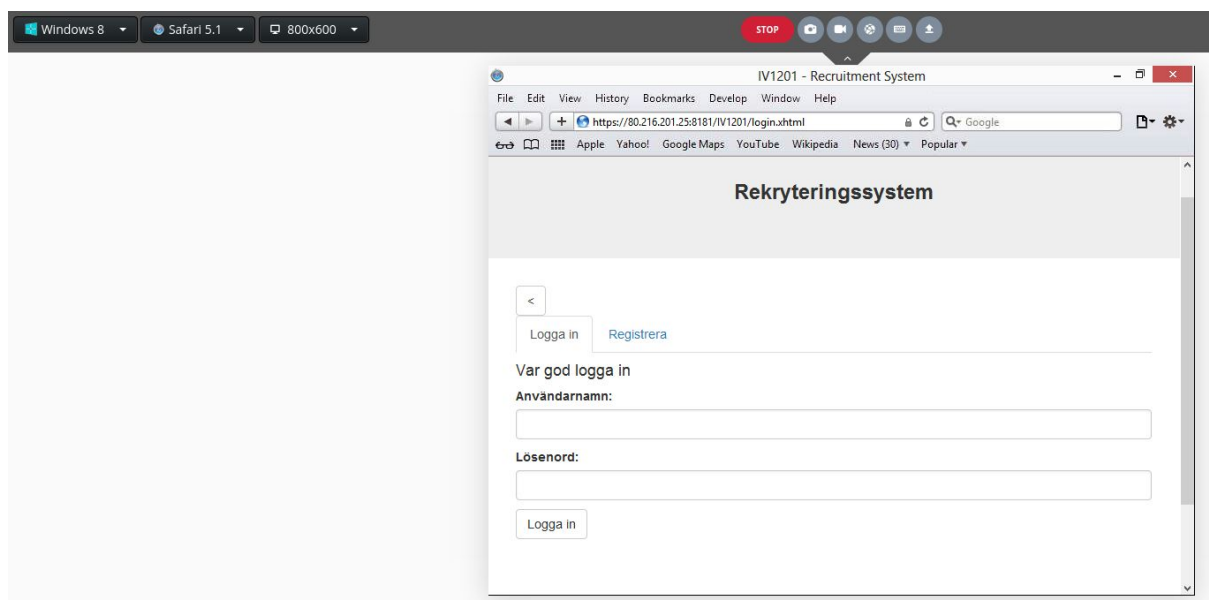 Windows 8 Safari 5.1 800x600 STOP
IV1201 - Recruitment System
File Edit View History Bookmarks Develop Window Help
https://80.216.201.25:8181/IV1201/login.xhtml Google
Apple Yahoo! Google Maps YouTube Wikipedia News (30) Popular
Rekryteringssystem
<
Logga in Registrera
Var god logga in
Användarnamn:
Lösenord:
Logga in